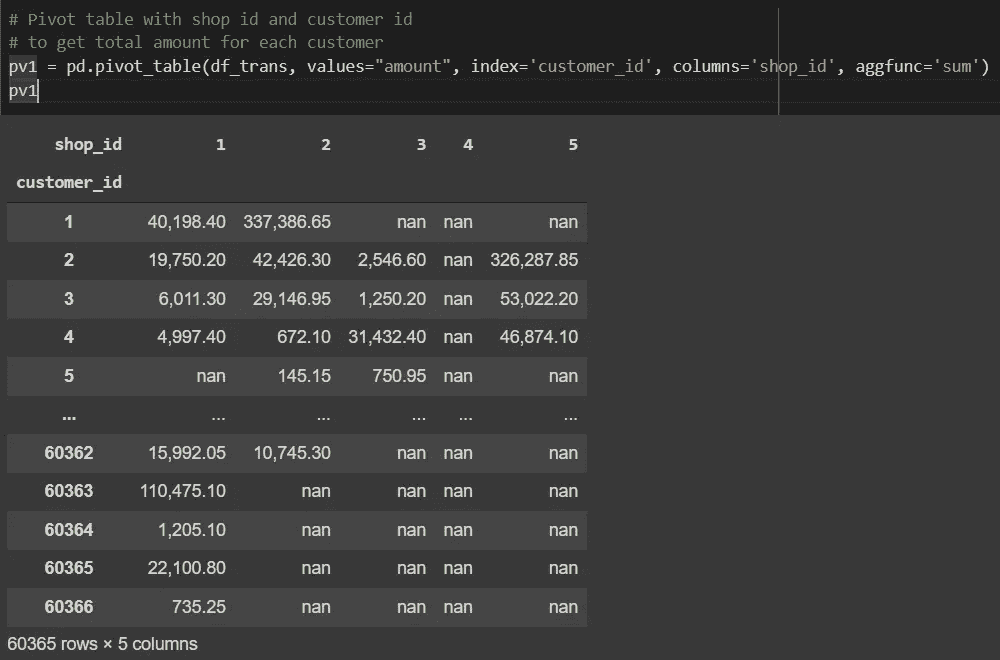 # Pivot table with shop id and customer id
# to get total amount for each customer
pv1 = pd.pivot_table(df_trans, values="amount", index='customer_id', columns='shop_id', aggfunc='sum')
pv1
shop_id 1 2 3 4 5
customer_id
1 40,198.40 337,386.65 nan nan nan
2 19,750.20 42,426.30 2,546.60 nan 326,287.85
3 6,011.30 29,146.95 1,250.20 nan 53,022.20
4 4,997.40 672.10 31,432.40 nan 46,874.10
5 nan 145.15 750.95 nan nan
... ... ... ... ... ...
60362 15,992.05 10,745.30 nan nan nan
60363 110,475.10 nan nan nan nan
60364 1,205.10 nan nan nan nan
60365 22,100.80 nan nan nan nan
60366 735.25 nan nan nan nan
60365 rows × 5 columns